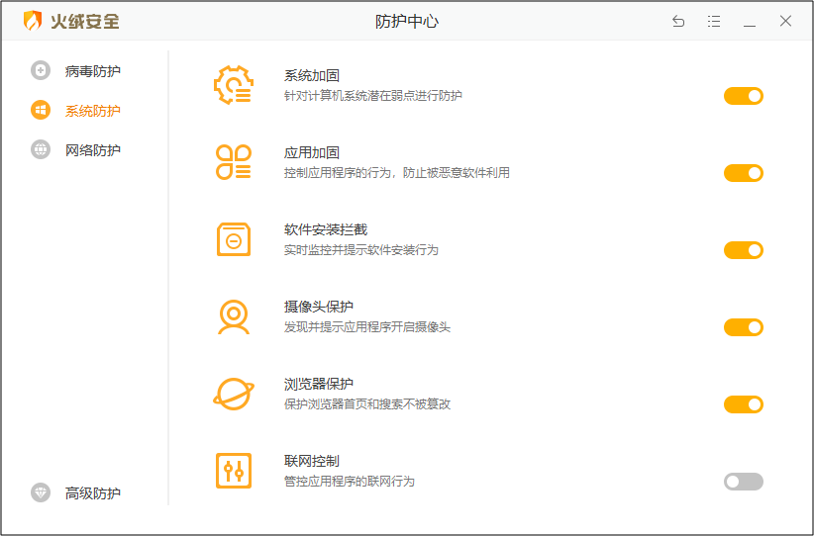 火绒安全
防护中心
病毒防护
系统防护
网络防护
高级防护
系统加固
针对计算机系统潜在弱点进行防护
应用加固
控制应用程序的行为，防止被恶意软件利用
软件安装拦截
实时监控并提示软件安装行为
摄像头保护
发现并提示应用程序开启摄像头
浏览器保护
保护浏览器首页和搜索不被篡改
联网控制
管控应用程序的联网行为